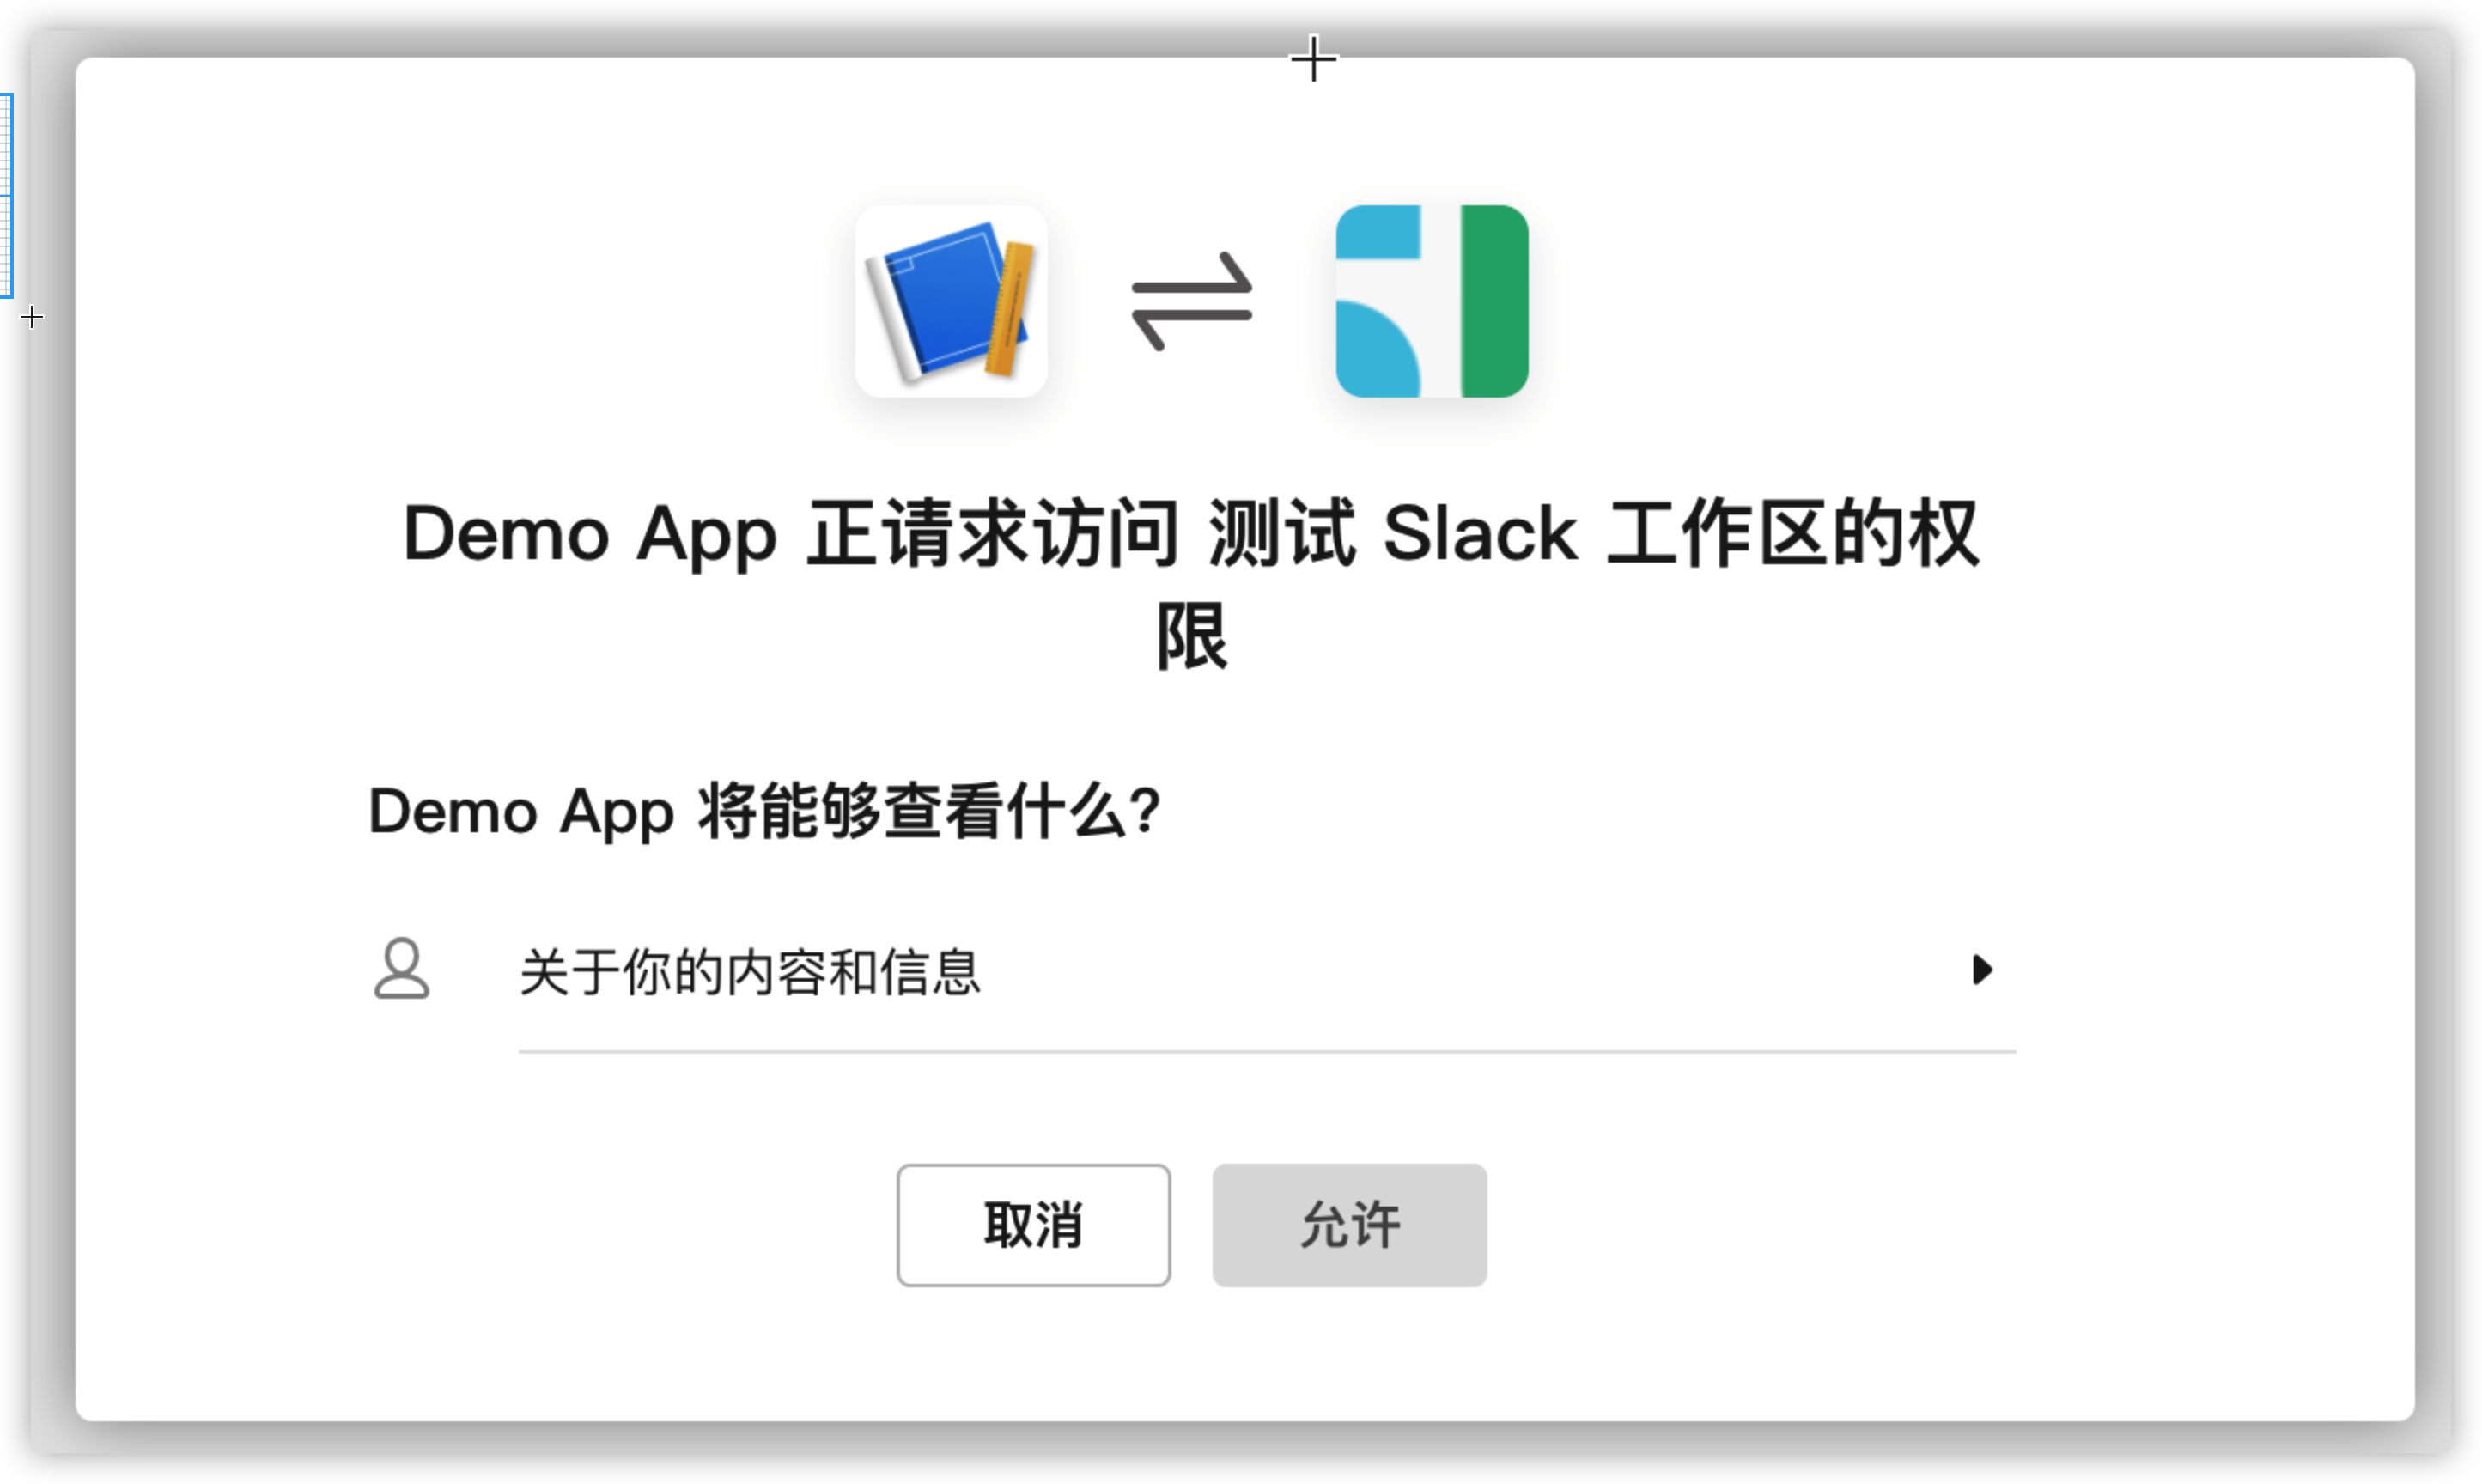 Demo App 正请求访问 测试 Slack 工作区的权
限
Demo App 将能够查看什么?
关于你的内容和信息
取消
允许